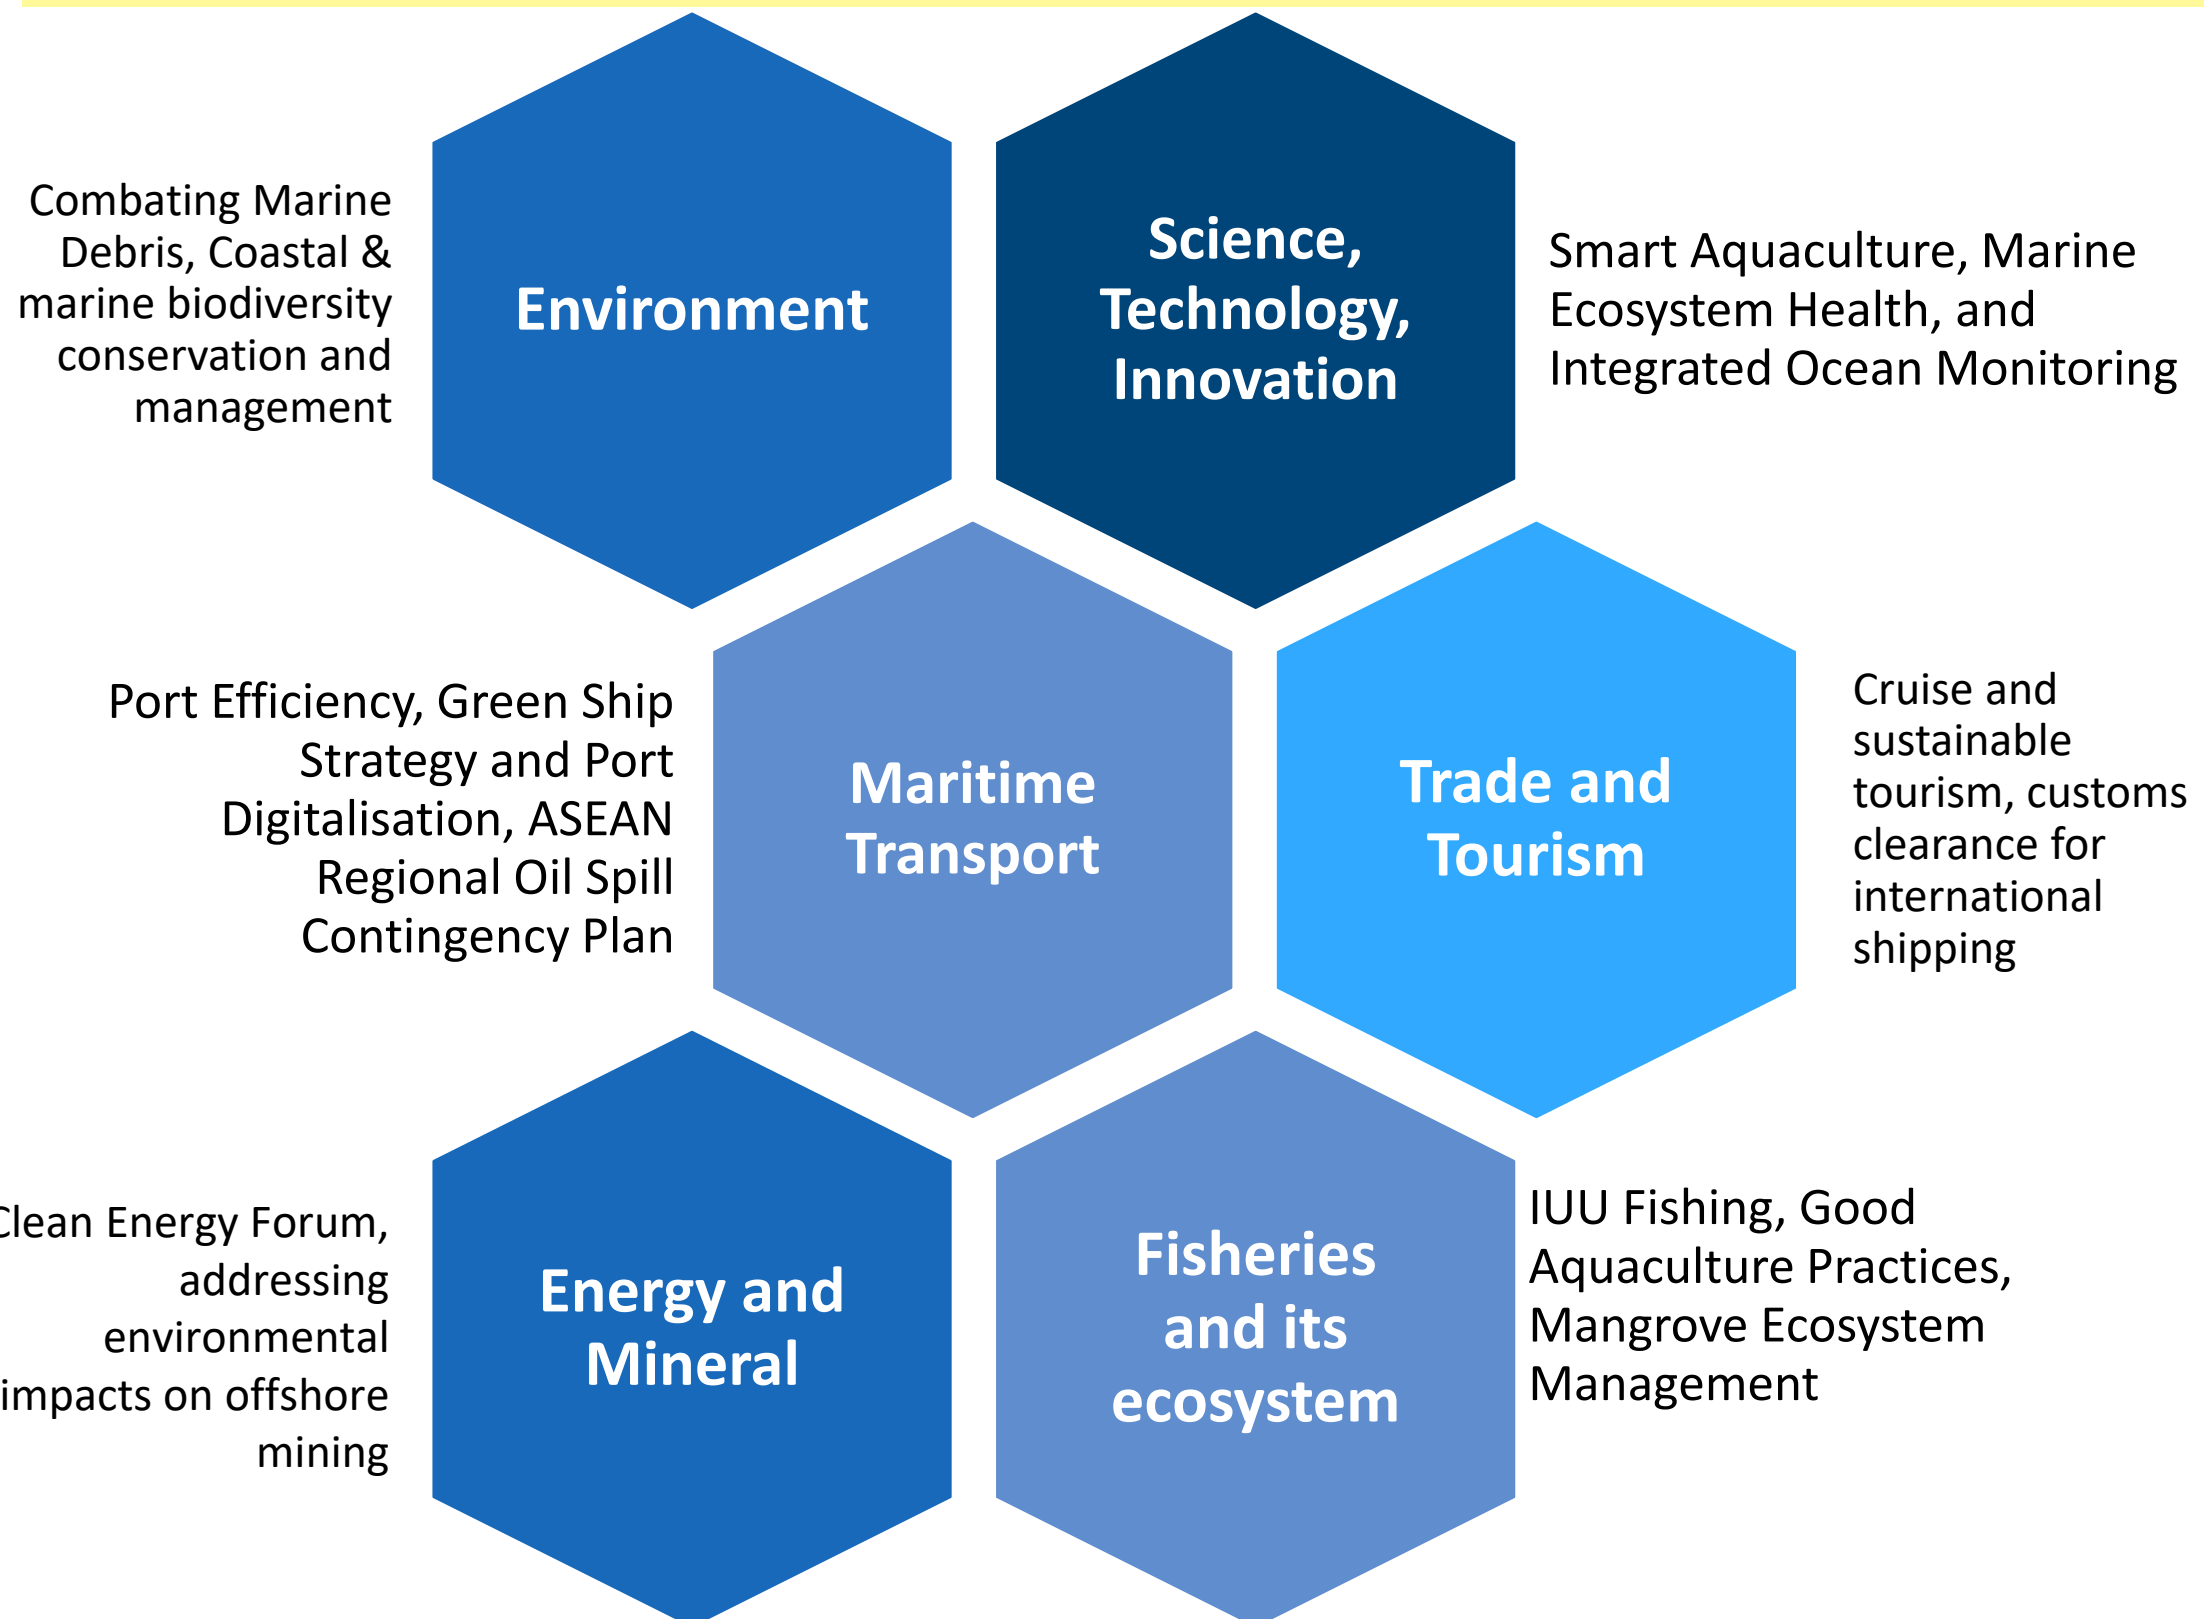 Combating Marine
Debris, Coastal &
marine biodiversity
conservation and
management
Environment
Science,
Technology,
Innovation
Smart Aquaculture, Marine
Ecosystem Health, and
Integrated Ocean Monitoring
Port Efficiency, Green Ship
Strategy and Port
Digitalisation, ASEAN
Regional Oil Spill
Contingency Plan
Maritime
Transport
Trade and
Tourism
Cruise and
sustainable
tourism, customs
clearance for
international
shipping
Clean Energy Forum,
addressing
environmental
impacts on offshore
mining
Energy and
Mineral
Fisheries
and its
ecosystem
IUU Fishing, Good
Aquaculture Practices,
Mangrove Ecosystem
Management